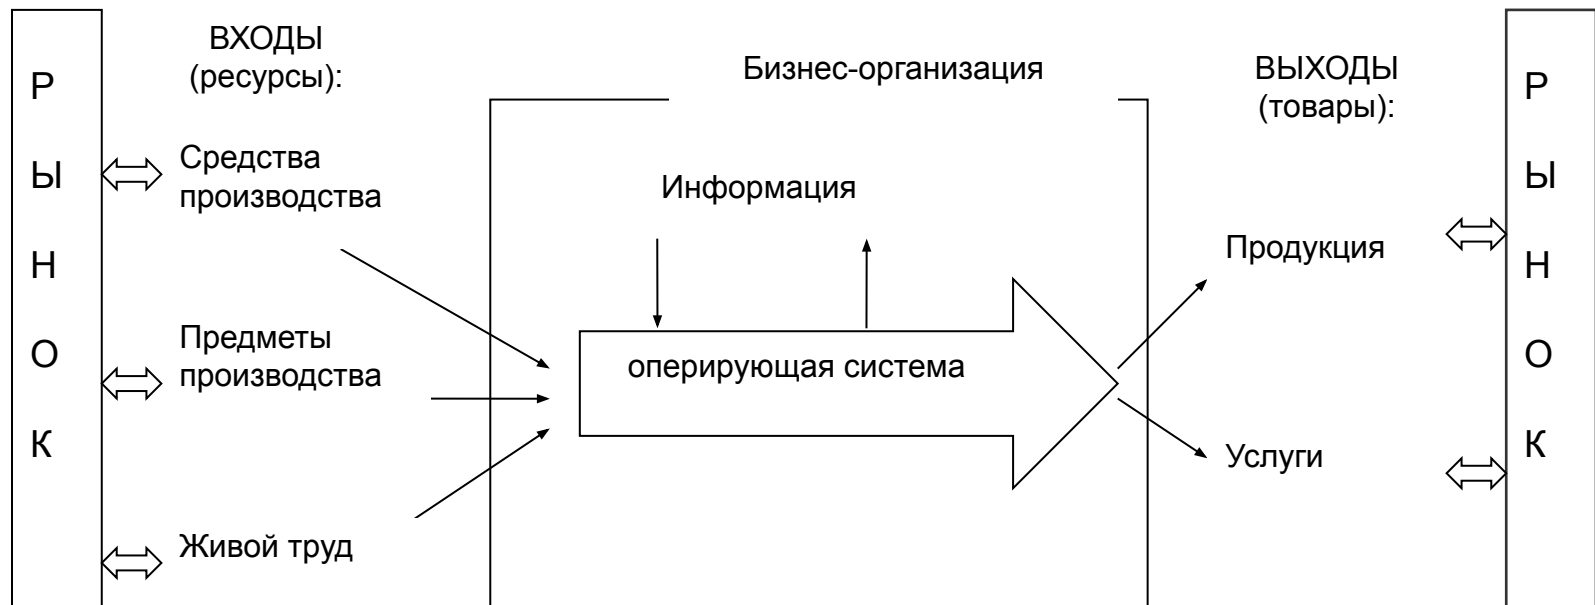 Р
Ы
Н
О
К
ВХОДЫ
(ресурсы):
Средства
производства
Предметы
производства
Живой труд
Бизнес-организация
Информация
оперирующая система
ВЫХОДЫ
(товары):
Продукция
Услуги
Р
Ы
Н
О
К